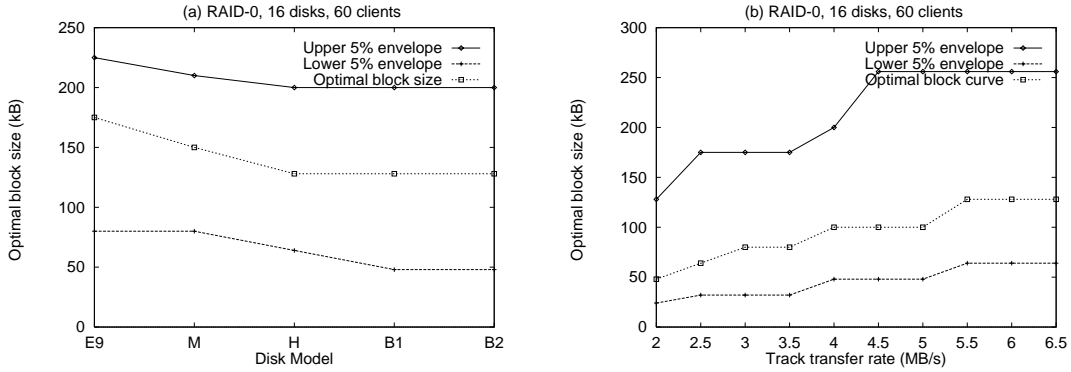 (a) RAID-0, 16 disks, 60 clients
250
200
150
100
50
0
Optimal block size (kB)
Upper 5% envelope
Lower 5% envelope
Optimal block size
E9 M H B1 B2
Disk Model
(b) RAID-0, 16 disks, 60 clients
300
250
200
150
100
50
0
Optimal block size (kB)
Upper 5% envelope
Lower 5% envelope
Optimal block curve
2 2.5 3 3.5 4 4.5 5 5.5 6 6.5
Track transfer rate (MB/s)